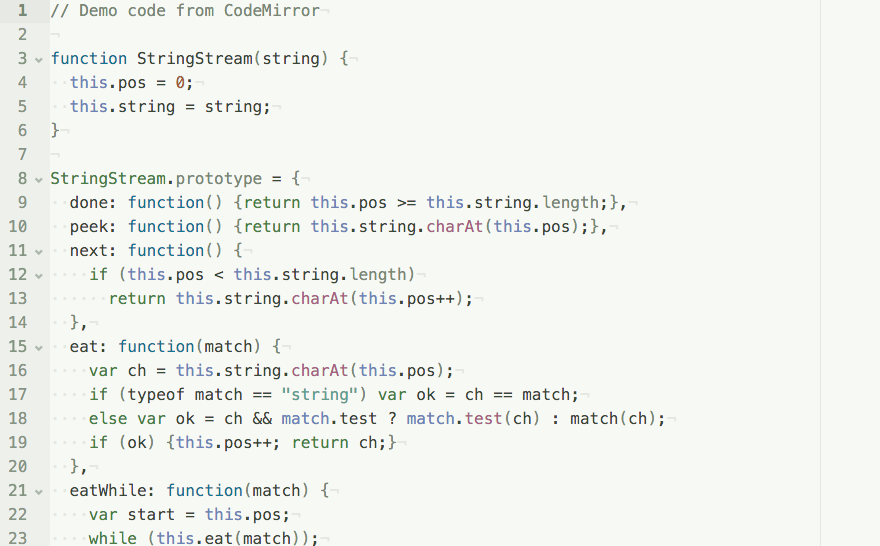 1 // Demo code from CodeMirror¬
2 ¬
3 function StringStream(string) {¬
4 ··this.pos = 0;¬
5 ··this.string = string;¬
6 }¬
7 ¬
8 StringStream.prototype = {¬
9 ··done: function() {return this.pos >= this.string.length;},¬
10 ··peek: function() {return this.string.charAt(this.pos);},¬
11 ··next: function() {¬
12 ····if (this.pos < this.string.length)¬
13 ······return this.string.charAt(this.pos++);¬
14 ··},¬
15 ··eat: function(match) {¬
16 ····var ch = this.string.charAt(this.pos);¬
17 ····if (typeof match == "string") var ok = ch == match;¬
18 ····else var ok = ch && match.test ? match.test(ch) : match(ch);¬
19 ····if (ok) {this.pos++; return ch;}¬
20 ··},¬
21 ··eatWhile: function(match) {¬
22 ····var start = this.pos;¬
23 ····while (this.eat(match));¬